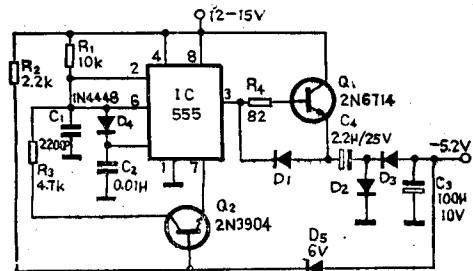 12-15V
R1
10k
R2
2.2k
4
8
2
6
3
1
7
IC
555
R4
82
Q1
2N6714
1N4448
C1
2200P
D4
C2
0.01μ
R3
4.7k
Q2
2N3904
C4
2.2μ/25V
-5.2V
D1
D2
D3
C3
100μ
10V
D5
6V